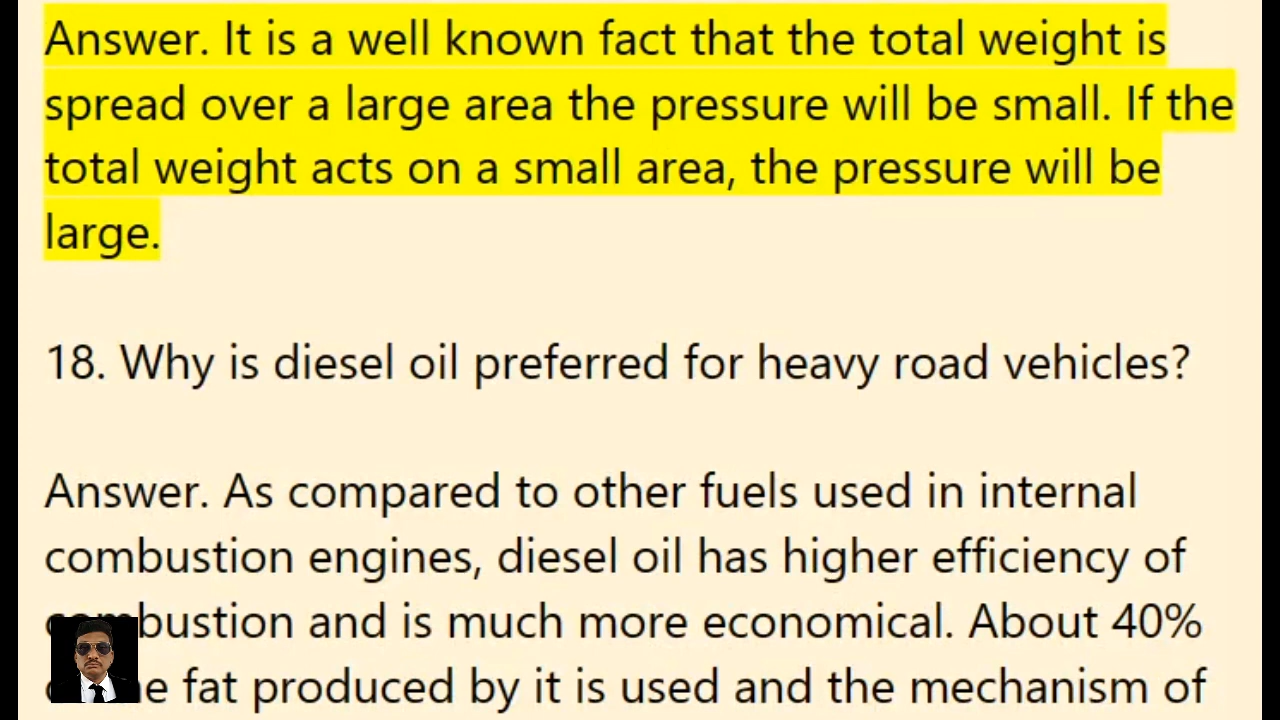 Answer. It is a well known fact that the total weight is
spread over a large area the pressure will be small. If the
total weight acts on a small area, the pressure will be
large.
18. Why is diesel oil preferred for heavy road vehicles?
Answer. As compared to other fuels used in internal
combustion engines, diesel oil has higher efficiency of
combustion and is much more economical. About 40%
fat produced by it is used and the mechanism of